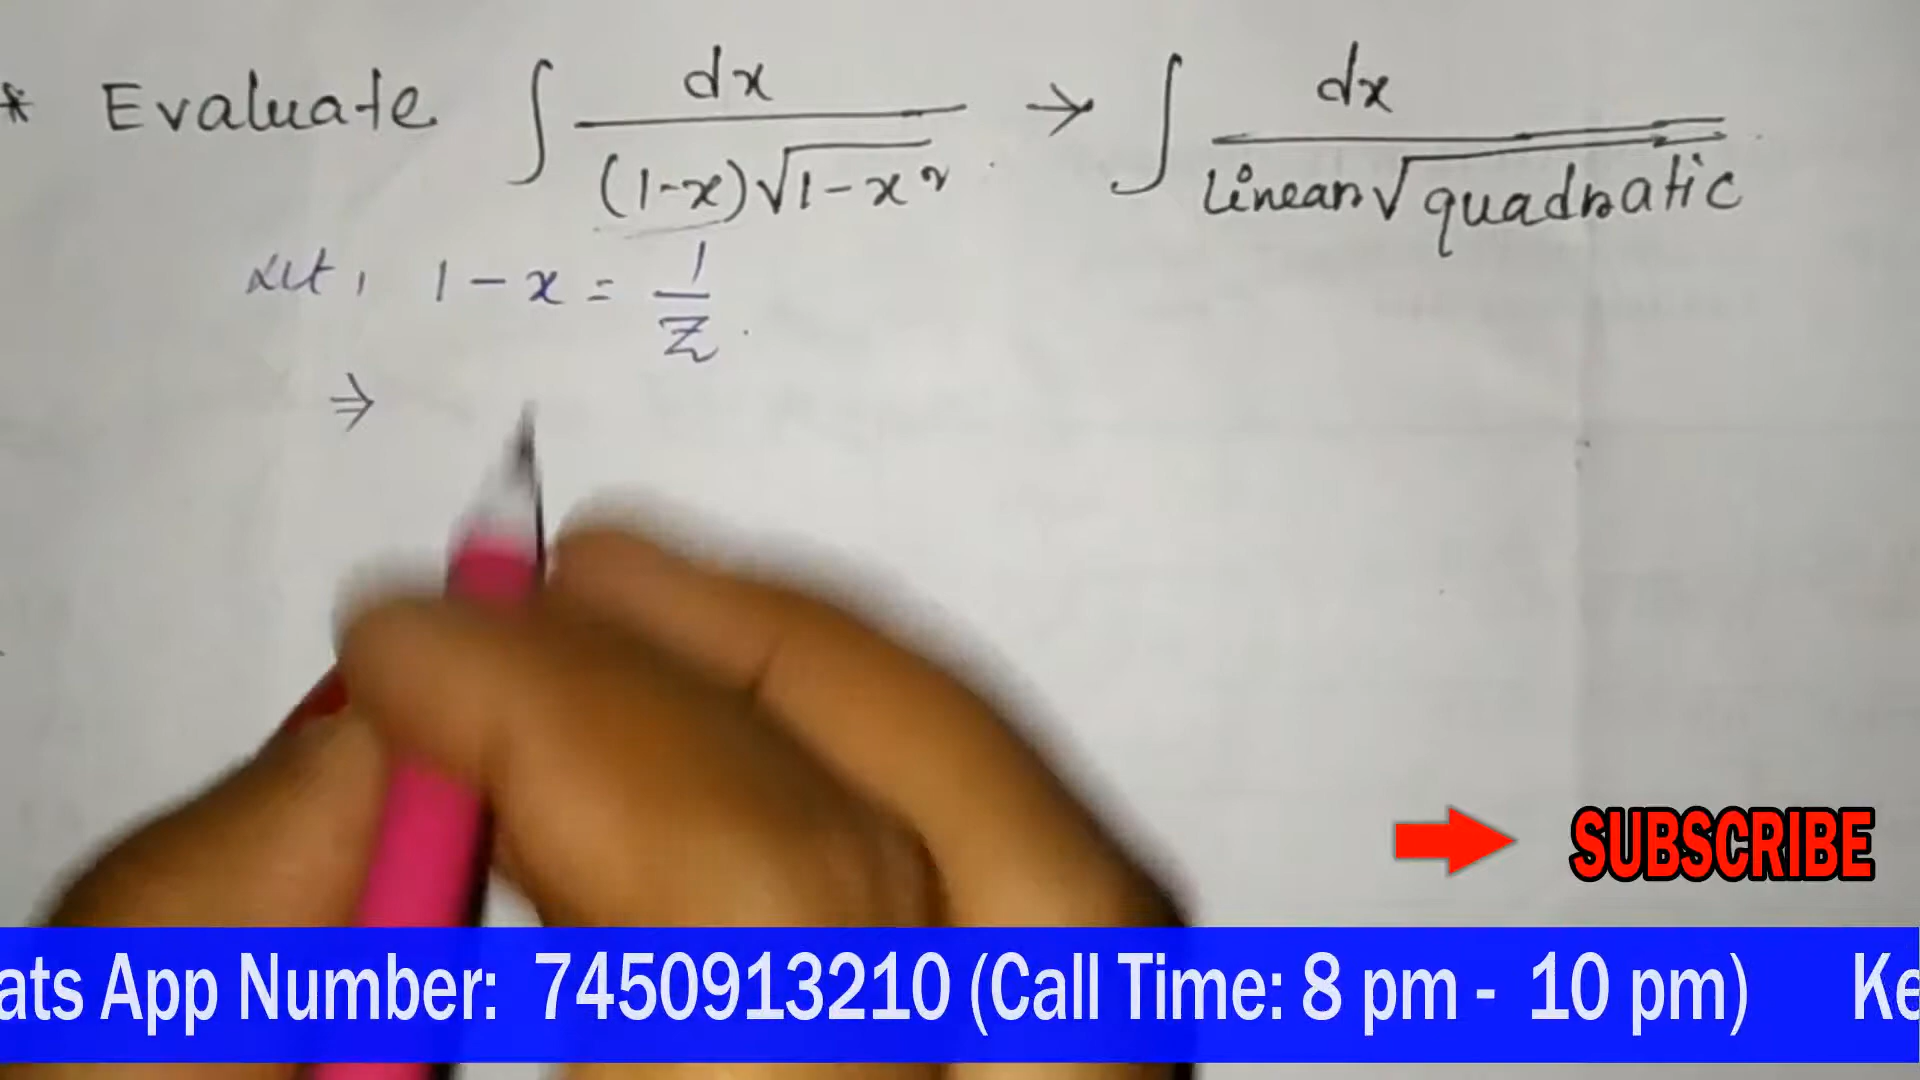 * Evaluate ∫ dx / (1-x)√1-x² → ∫ dx / Linear√quadratic
Let, 1 - x = 1/z.
⇒
SUBSCRIBE
ats App Number: 7450913210 (Call Time: 8 pm - 10 pm) Ke